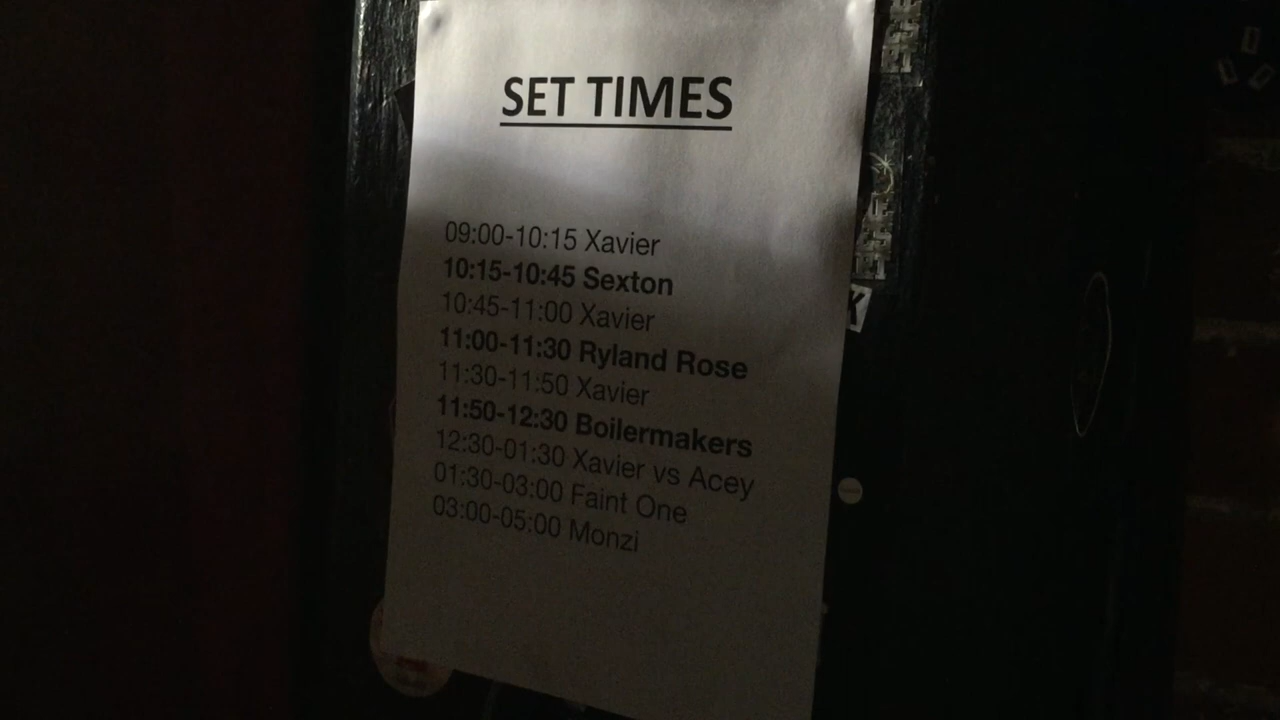 SET TIMES
09:00-10:15 Xavier
10:15-10:45 Sexton
10:45-11:00 Xavier
11:00-11:30 Ryland Rose
11:30-11:50 Xavier
11:50-12:30 Boilermakers
12:30-01:30 Xavier vs Acey
01:30-03:00 Faint One
03:00-05:00 Monzi
K